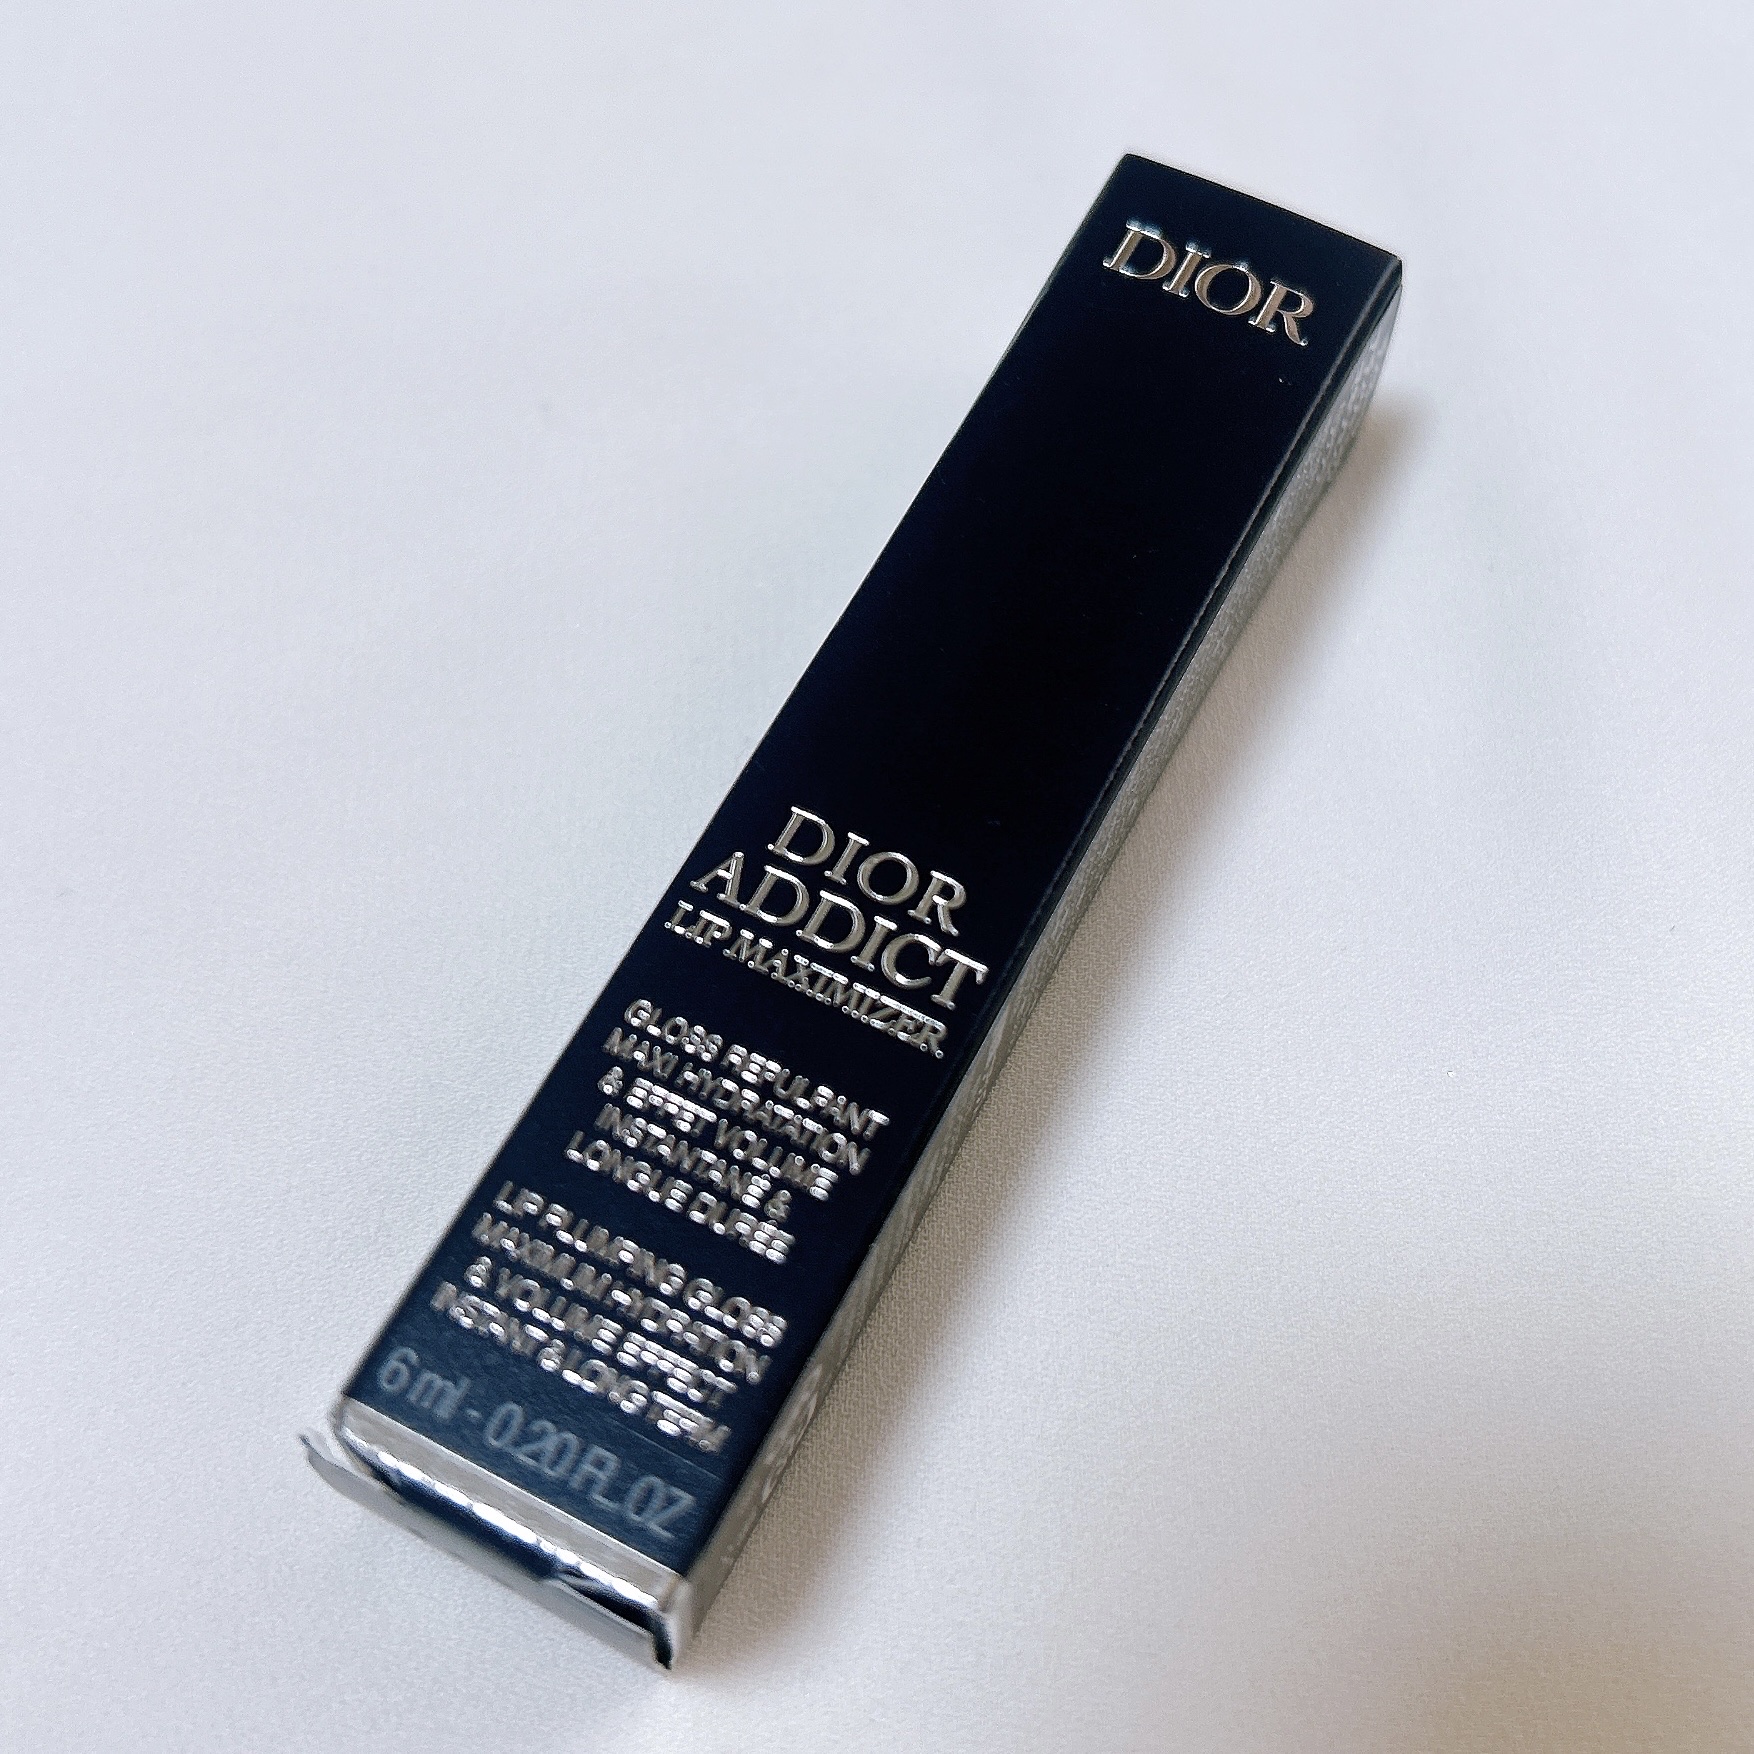 DIOR
DIOR
ADDICT
LIP MAXIMIZER
GLOSS REPULPANT
MAXI HYDRATATION
& EFFET VOLUME
INSTANTANÉ &
LONGUE DURÉE
LIP PLUMPING GLOSS
MAXIMUM HYDRATION
& VOLUME EFFECT
INSTANT & LONG TERM
6 ml - 0.20 FL. OZ